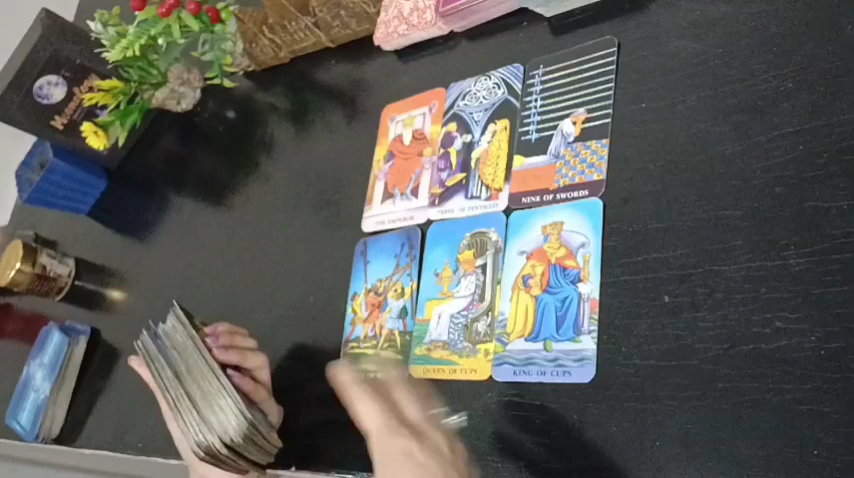 THE EMPEROR
THREE OF PENTACLES
NINE OF SWORDS
QUEEN OF CUPS
KING OF CUPS